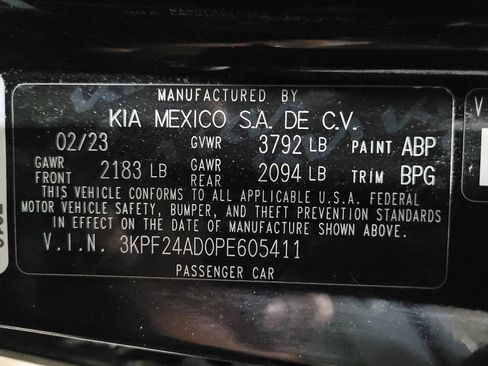 MANUFACTURED BY
KIA MEXICO S.A. DE C.V.
02/23 GVWR 3792 LB PAINT ABP
GAWR FRONT 2183 LB GAWR REAR 2094 LB TRIM BPG
THIS VEHICLE CONFORMS TO ALL APPLICABLE U.S.A. FEDERAL
MOTOR VEHICLE SAFETY, BUMPER, AND THEFT PREVENTION STANDARDS
IN EFFECT ON THE DATE OF MANUFACTURE SHOWN ABOVE.
V.I.N. 3KPF24AD0PE605411
PASSENGER CAR
V